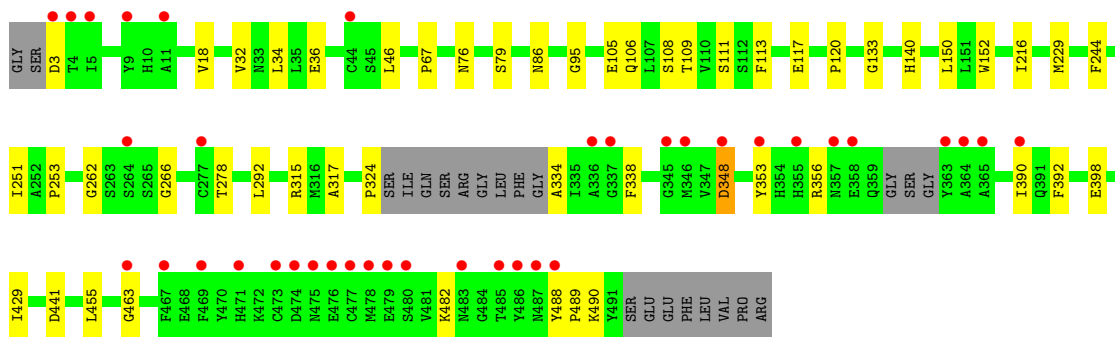 GLY SER D3 T4 I5 Y9 H10 A11 V18 V32 N33 L34 L35 E36 C44 S45 L46 P67 N76 S79 N86 G95 E105 Q106 L107 S108 T109 V110 S111 S112 F113 E117 P120 G133 H140 L150 L151 W152 I216 M229 F244
I251 A252 P253 G262 S263 S264 S265 G266 C277 T278 L292 R315 M316 A317 P324 SER ILE GLN SER ARG GLY LEU PHE GLY A334 I335 A336 G337 F338 G345 M346 V347 D348 Y353 H354 H355 R356 N357 E358 Q359 GLY SER GLY Y363 A364 A365 I390 Q391 F392 E398
I429 D441 L455 G463 F467 E468 F469 Y470 H471 K472 C473 D474 N475 E476 C477 M478 E479 S480 V481 K482 N483 G484 T485 Y486 N487 Y488 P489 K490 Y491 SER GLU GLU PHE LEU VAL PRO ARG